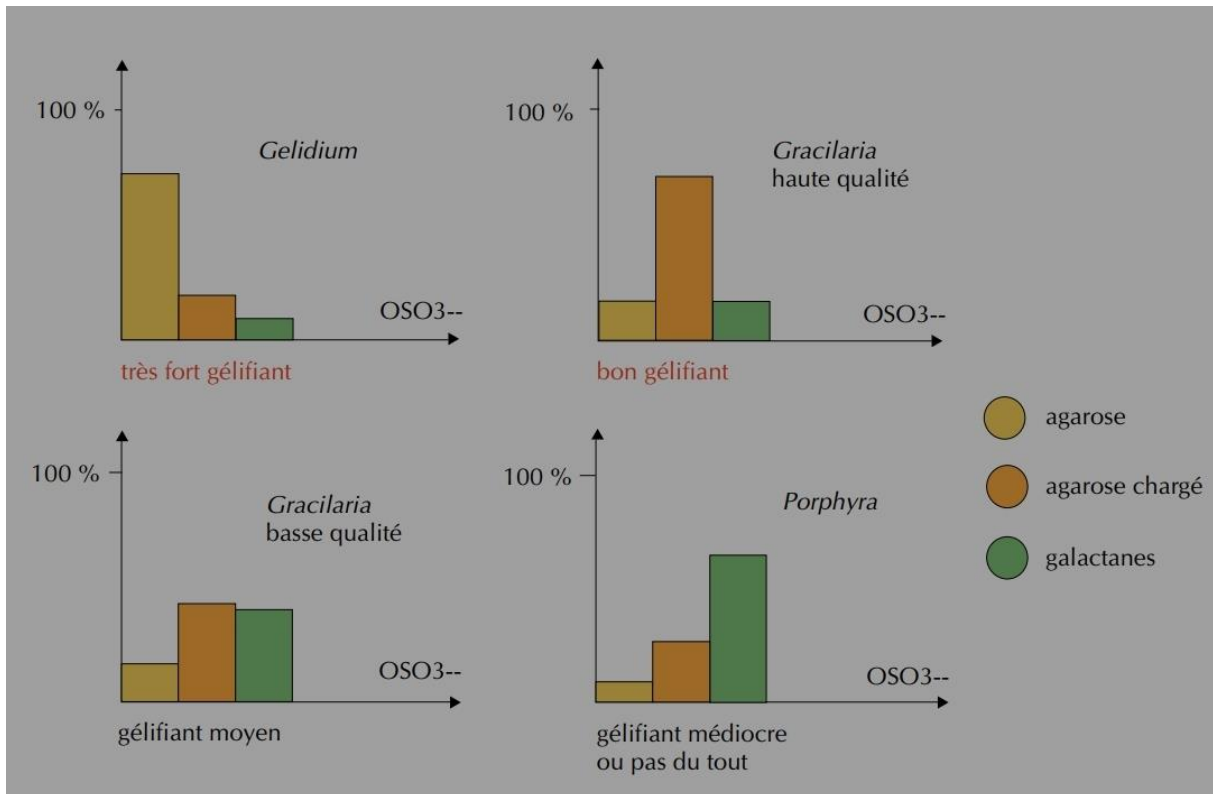 100 %
Gelidium
OSO3--
très fort gélifiant
100 %
Gracilaria
haute qualité
OSO3--
bon gélifiant
100 %
Gracilaria
basse qualité
OSO3--
gélifiant moyen
100 %
Porphyra
OSO3--
gélifiant médiocre
ou pas du tout
agarose
agarose chargé
galactanes